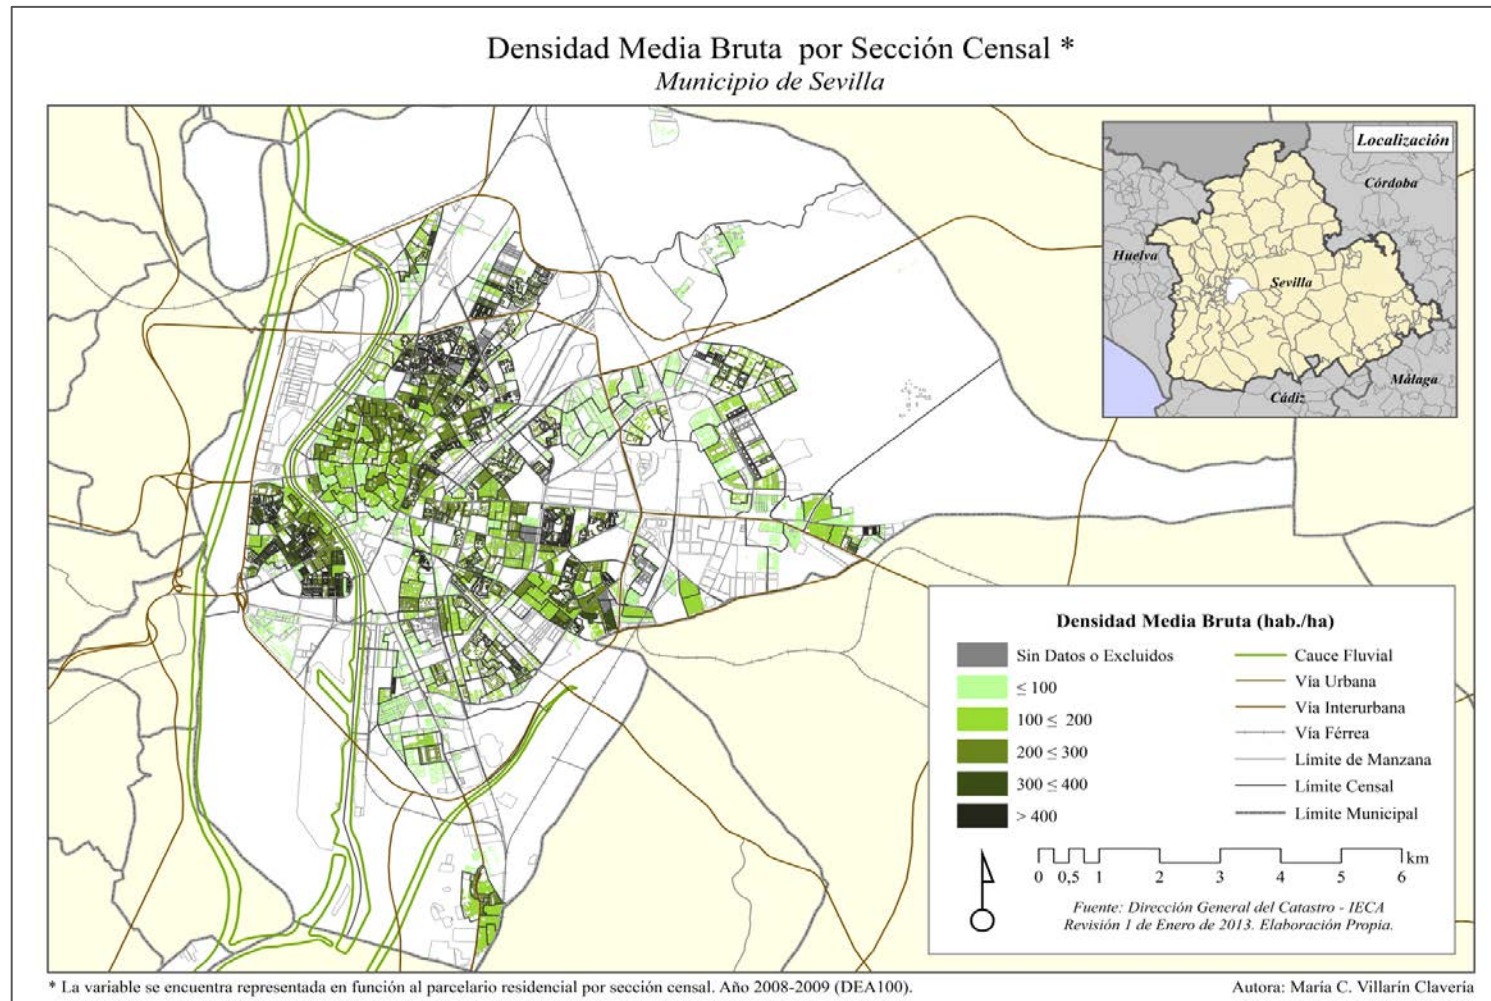 Densidad Media Bruta por Sección Censal *
Municipio de Sevilla
Localización
Córdoba
Huelva
Sevilla
Málaga
Cádiz
Densidad Media Bruta (hab./ha)
Sin Datos o Excluidos
≤ 100
100 ≤ 200
200 ≤ 300
300 ≤ 400
> 400
Cauce Fluvial
Vía Urbana
Vía Interurbana
Vía Férrea
Límite de Manzana
Límite Censal
Límite Municipal
km
0 0,5 1 2 3 4 5 6
Fuente: Dirección General del Catastro - IECA
Revisión 1 de Enero de 2013. Elaboración Propia.
* La variable se encuentra representada en función al parcelario residencial por sección censal. Año 2008-2009 (DEA100).
Autora: María C. Villarín Clavería